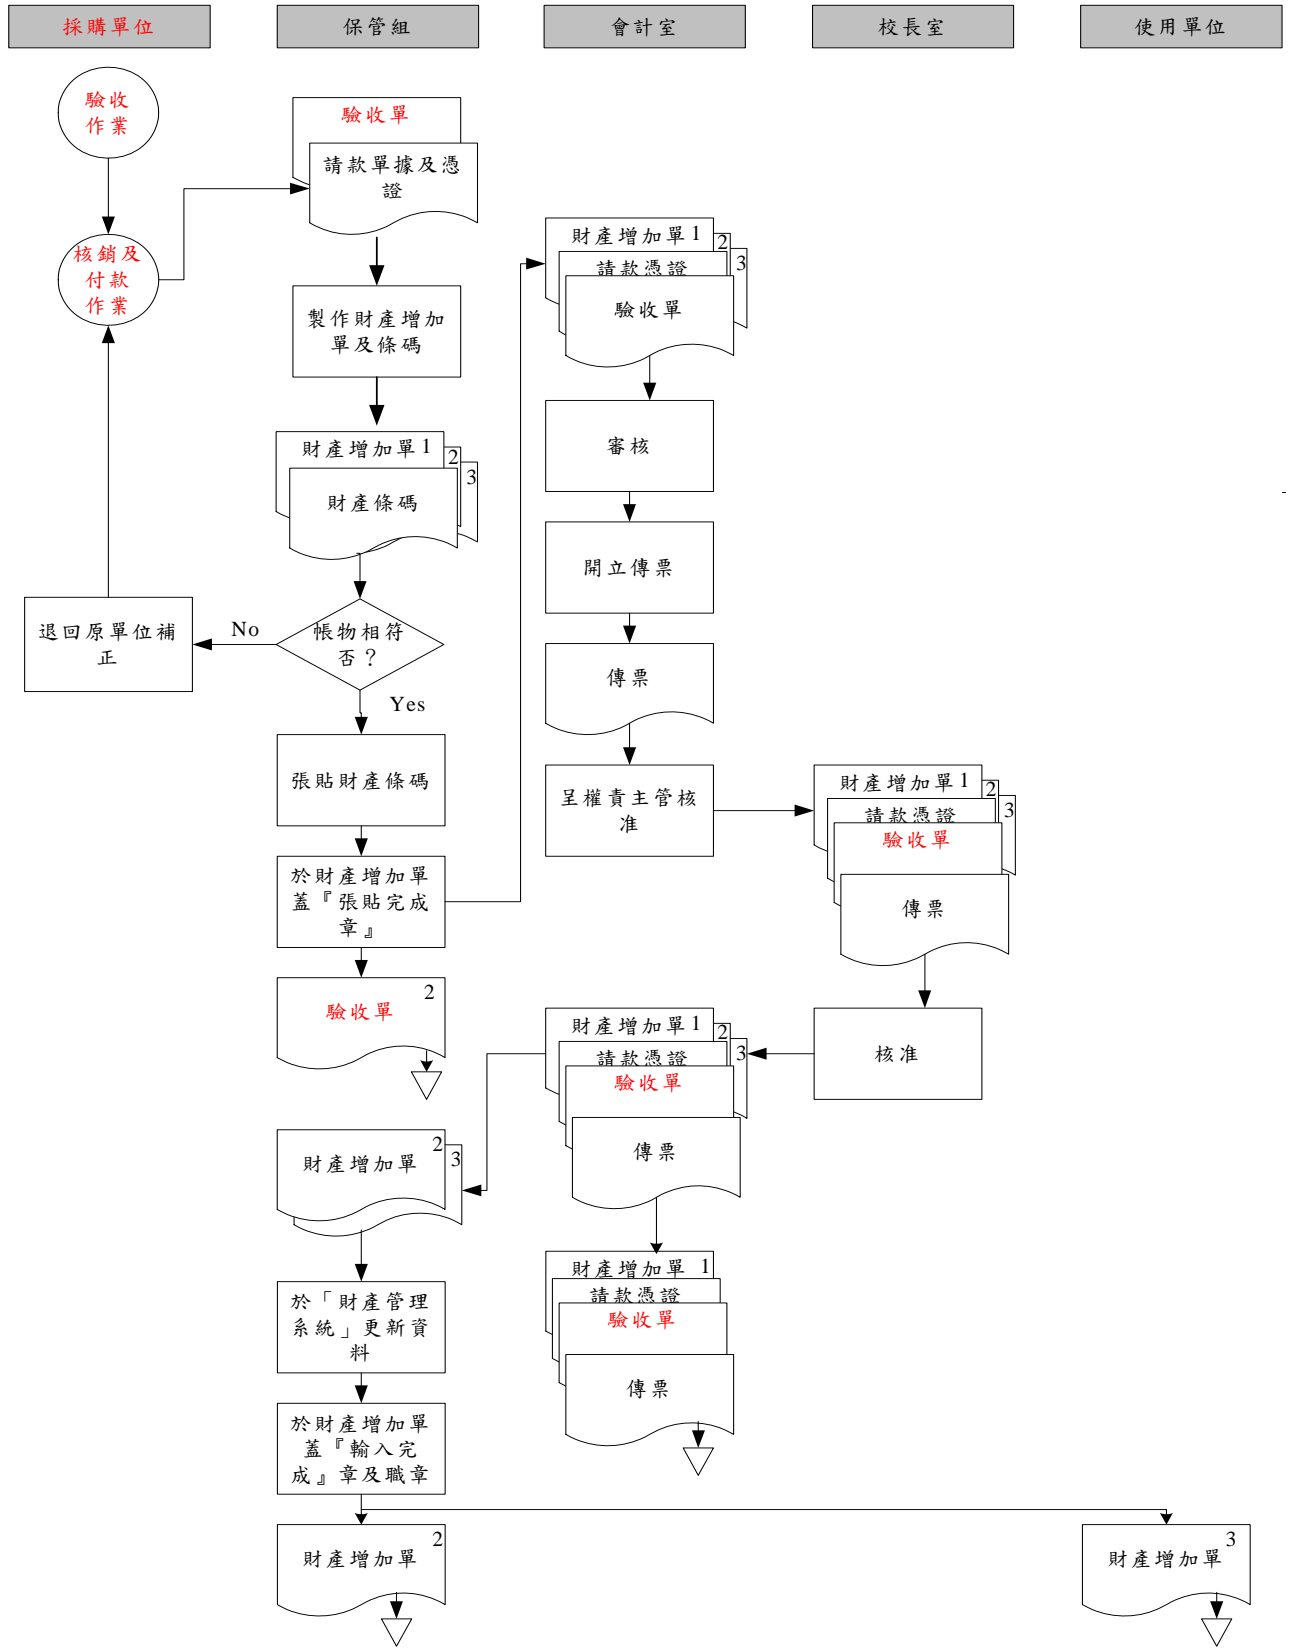 採購單位
保管組
會計室
校長室
使用單位
驗收
作業
核銷及
付款
作業
驗收單
請款單據及憑
證
製作財產增加
單及條碼
財產增加單1
2
3
財產條碼
帳物相符
否？
No
退回原單位補
正
Yes
張貼財產條碼
於財產增加單
蓋『張貼完成
章』
驗收單
2
財產增加單1
2
3
請款憑證
驗收單
審核
開立傳票
傳票
呈權責主管核
准
財產增加單1
2
3
請款憑證
驗收單
傳票
核准
財產增加單1
2
3
請款憑證
驗收單
傳票
財產增加單
2
3
財產增加單 1
請款憑證
驗收單
傳票
於「財產管理
系統」更新資
料
於財產增加單
蓋『輸入完
成』章及職章
財產增加單
2
財產增加單
3